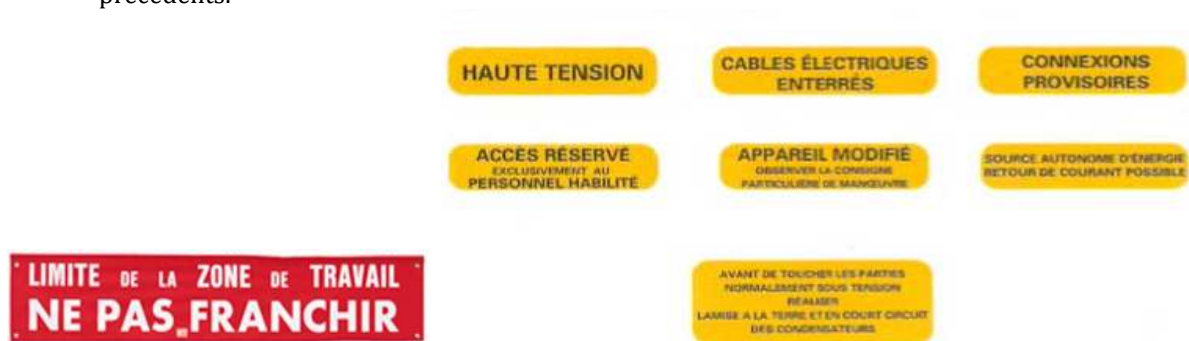 précédents.
HAUTE TENSION
CABLES ÉLECTRIQUES
ENTERRÉS
CONNEXIONS
PROVISOIRES
ACCÈS RÉSERVÉ
EXCLUSIVEMENT AU
PERSONNEL HABILITÉ
APPAREIL MODIFIÉ
OBSERVER LA CONSIGNE
PARTICULIÈRE DE MANŒUVRE
SOURCE AUTONOME D'ÉNERGIE
RETOUR DE COURANT POSSIBLE
LIMITE DE LA ZONE DE TRAVAIL
NE PAS FRANCHIR
AVANT DE TOUCHER LES PARTIES
NORMALEMENT SOUS TENSION
RÉALISER
LAMISE A LA TERRE ET EN COURT CIRCUIT
DES CONDENSATEURS